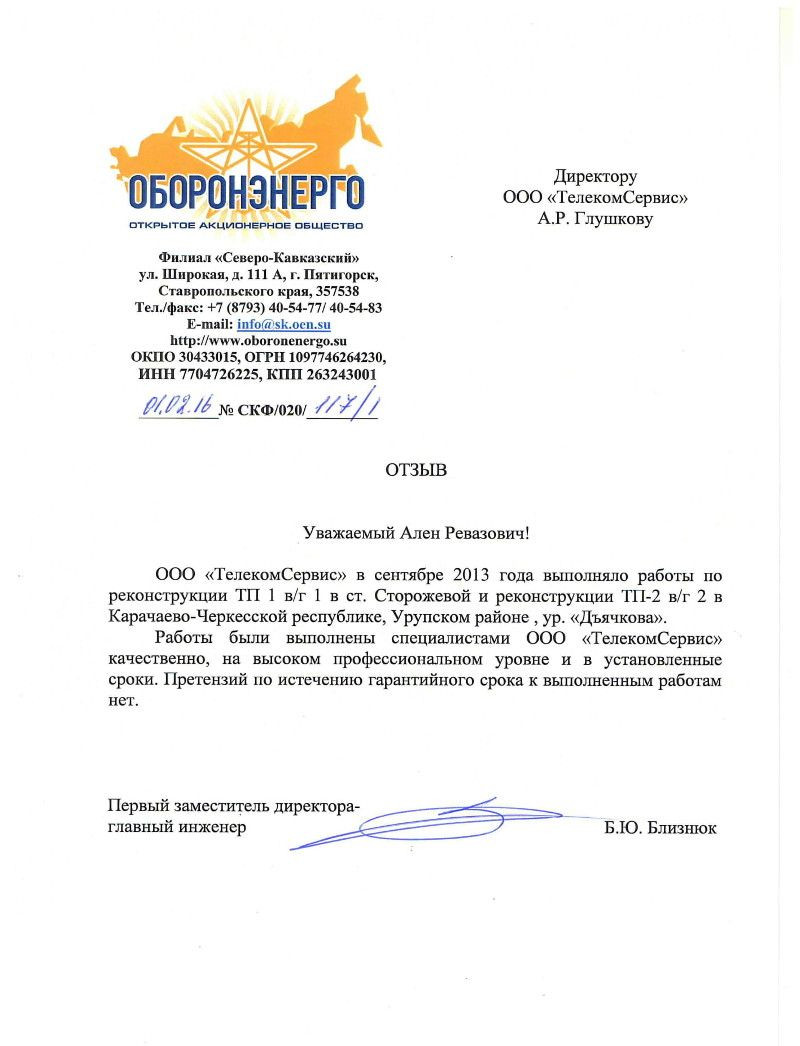 ОБОРОНЭНЕРГО
ОТКРЫТОЕ АКЦИОНЕРНОЕ ОБЩЕСТВО
Филиал «Северо-Кавказский»
ул. Широкая, д. 111 А, г. Пятигорск,
Ставропольского края, 357538
Тел./факс: +7 (8793) 40-54-77/ 40-54-83
E-mail: info@sk.oen.su
http://www.oboronenergo.su
ОКПО 30433015, ОГРН 1097746264230,
ИНН 7704726225, КПП 263243001
01.02.16 № СКФ/020/ 117/1
Директору
ООО «ТелекомСервис»
А.Р. Глушкову
ОТЗЫВ
Уважаемый Ален Ревазович!
ООО «ТелекомСервис» в сентябре 2013 года выполняло работы по
реконструкции ТП 1 в/г 1 в ст. Сторожевой и реконструкции ТП-2 в/г 2 в
Карачаево-Черкесской республике, Урупском районе , ур. «Дъячкова».
Работы были выполнены специалистами ООО «ТелекомСервис»
качественно, на высоком профессиональном уровне и в установленные
сроки. Претензий по истечению гарантийного срока к выполненным работам
нет.
Первый заместитель директора-
главный инженер
Б.Ю. Близнюк